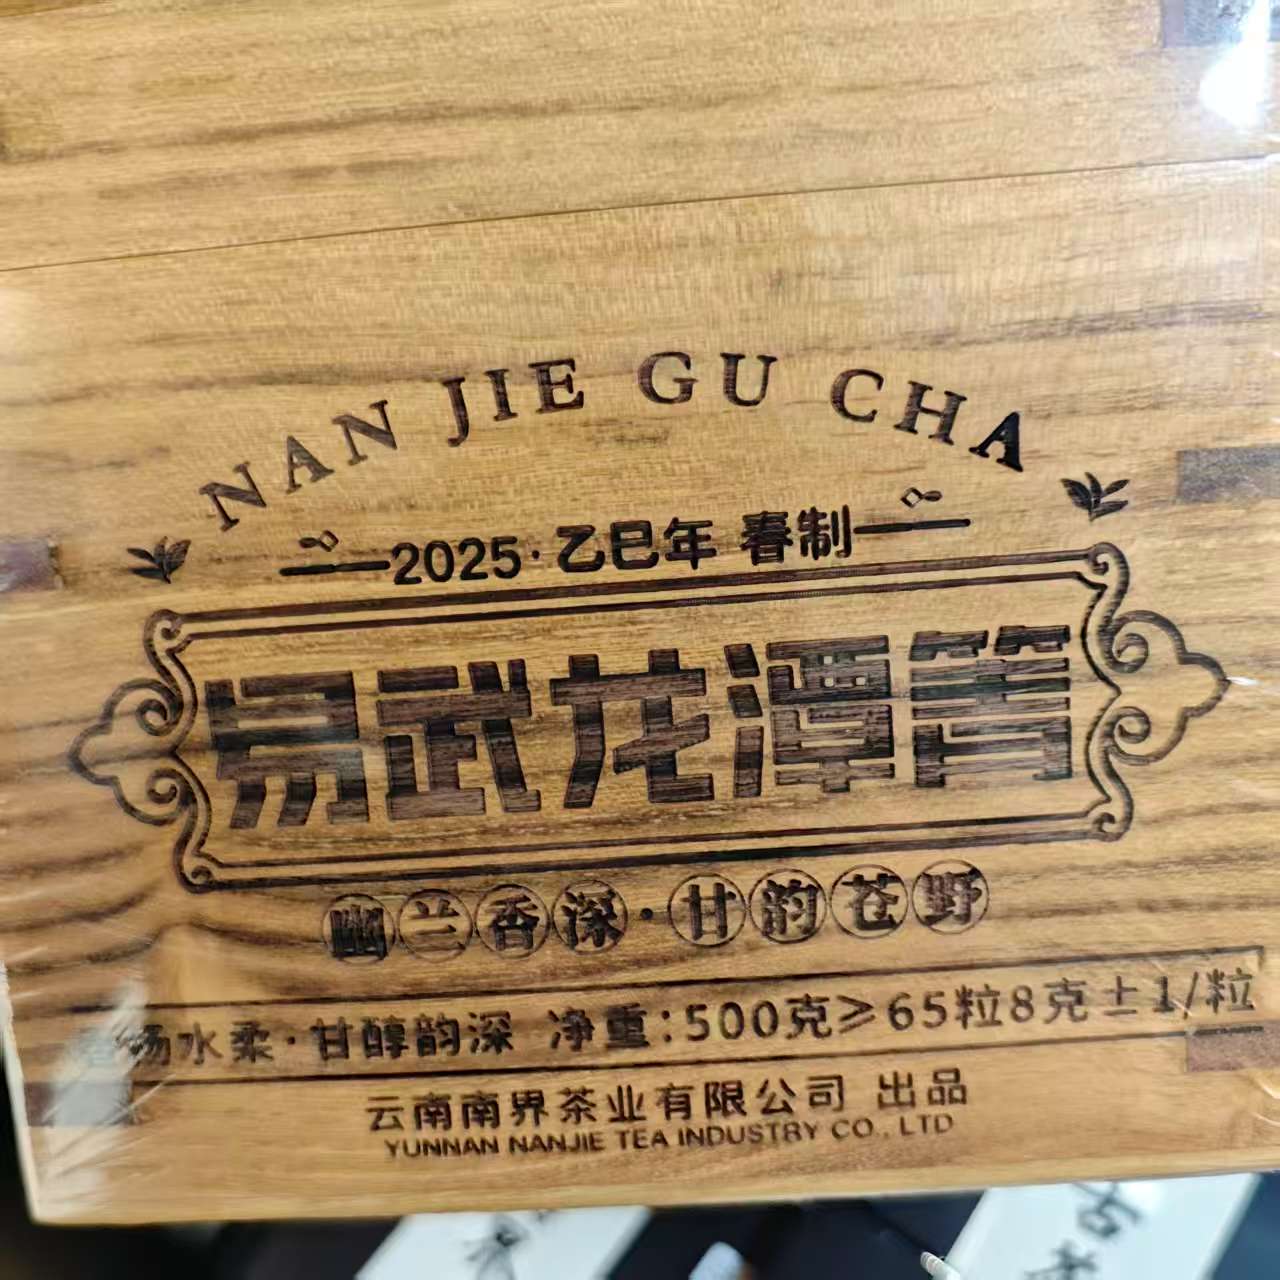 NAN JIE GU CHA
2025·乙巳年 春制
易武龙潭箐
幽兰香深·甘韵苍野
香扬水柔·甘醇韵深 净重:500克≥65粒8克±1/粒
云南南界茶业有限公司 出品
YUNNAN NANJIE TEA INDUSTRY CO., LTD
古